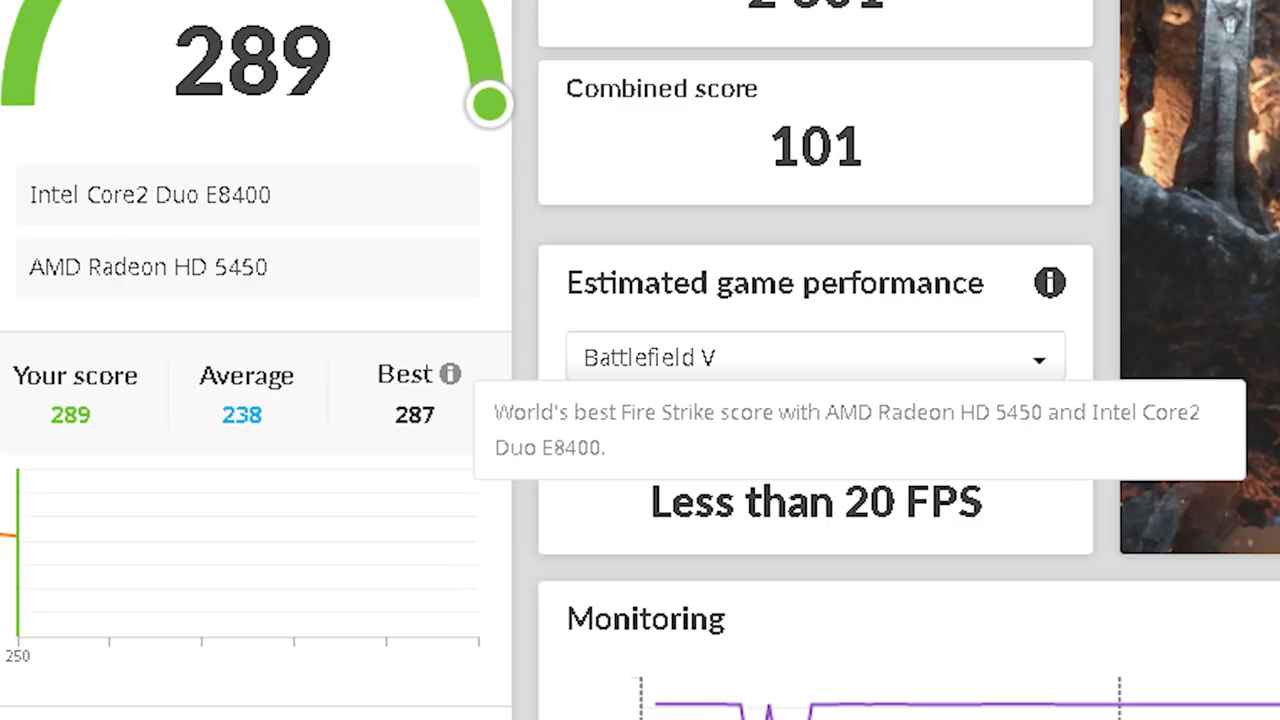 289
Intel Core2 Duo E8400
AMD Radeon HD 5450
Your score
289
Average
238
Best
287
250
Combined score
101
Estimated game performance
Battlefield V
World's best Fire Strike score with AMD Radeon HD 5450 and Intel Core2
Duo E8400.
Less than 20 FPS
Monitoring